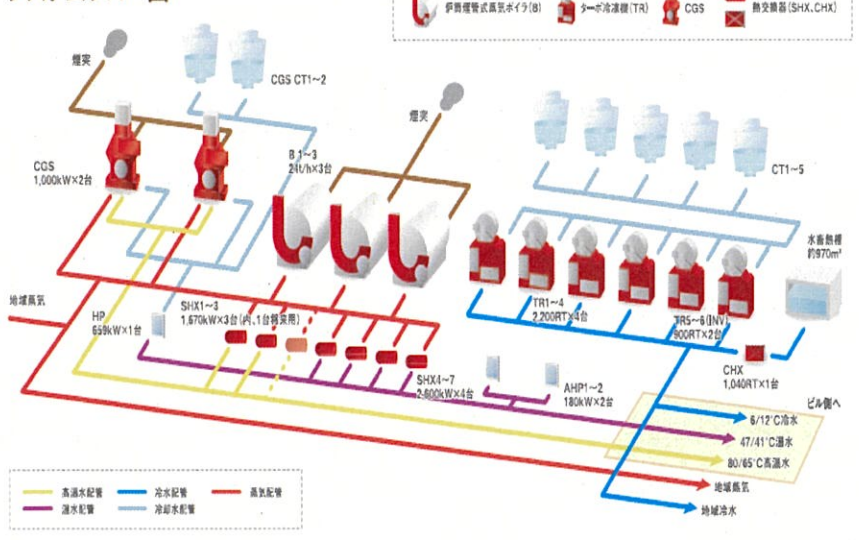 炉筒煙管式蒸気ボイラ(B)
ターボ冷凍機(TR)
CGS
熱交換器(SHX、CHX)
煙突
CGS CT1〜2
煙突
CGS
1,000kW×2台
B 1〜3
24t/h×3台
CT1〜5
水蓄熱槽
約970m³
地域蒸気
HP
659kW×1台
SHX1〜3
1,670kW×3台(内、1台将来用)
TR1〜4
2,200RT×4台
TR5〜6(INV)
900RT×2台
SHX4〜7
2,600kW×4台
AHP1〜2
180kW×2台
CHX
1,040RT×1台
ビル側へ
6/12℃冷水
47/41℃温水
80/65℃高温水
地域蒸気
地域冷水
高温水配管
冷水配管
蒸気配管
温水配管
冷却水配管